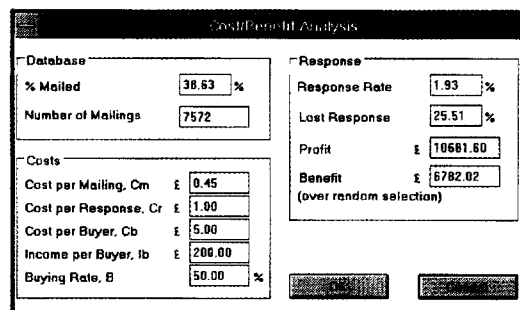 Cost/Benefit Analysis
Database
% Mailed 38.63 %
Number of Mailings 7572
Costs
Cost per Mailing, Cm £ 0.45
Cost per Response, Cr £ 1.00
Cost per Buyer, Cb £ 5.00
Income per Buyer, Ib £ 200.00
Buying Rate, B 50.00 %
Response
Response Rate 1.93 %
Lost Response 25.51 %
Profit £ 10681.60
Benefit £ 6782.02
(over random selection)
OK
Cancel